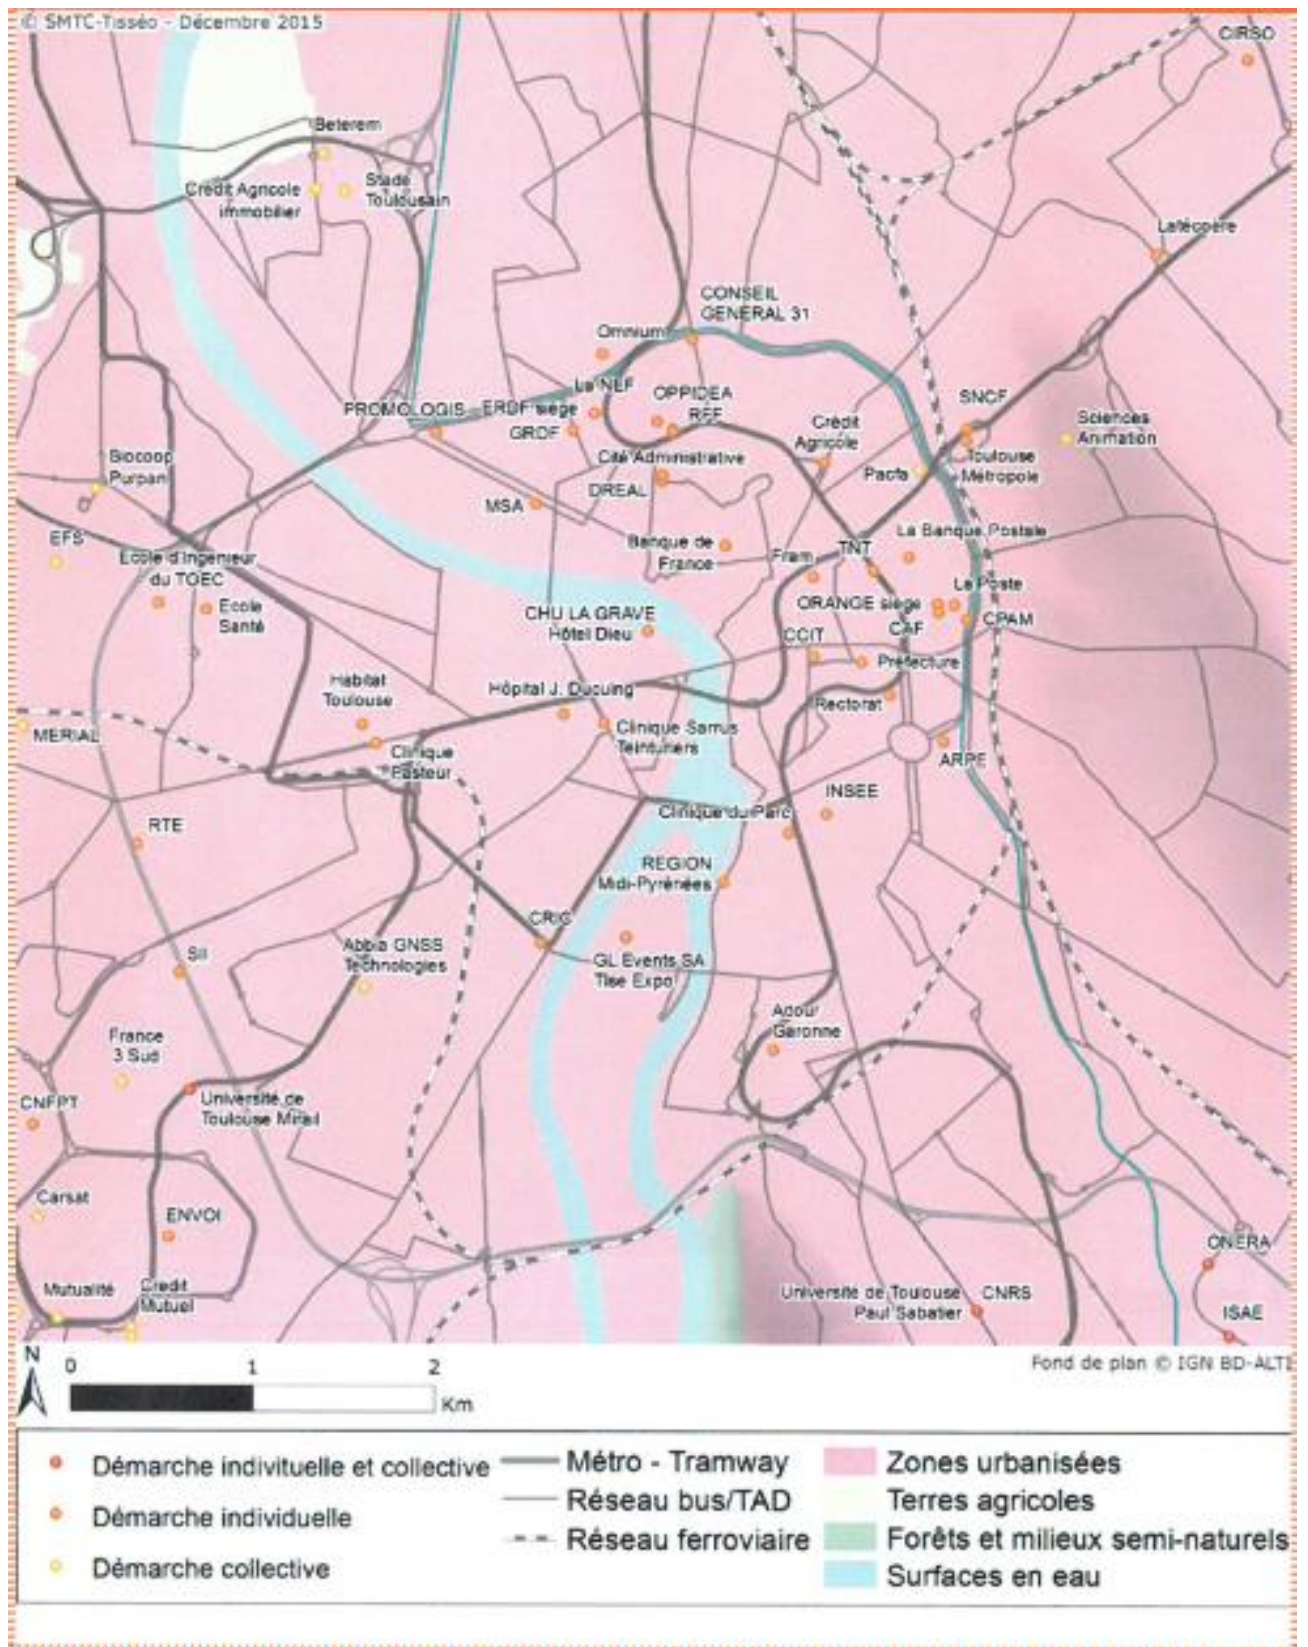 © SMTC-Tisséo - Décembre 2015
CIRSO
Beterem
Crédit Agricole
immobilier
Stade
Toulousain
Latécoère
CONSEIL
GENERAL 31
Omnium
La NEF
OPPIDEA
RFF
PROMOLOGIS
ERDF siège
GRDF
Crédit
Agricole
SNCF
Sciences
Animation
Biocoop
Purpan
Cité Administrative
DREAL
Pacfa
Toulouse
Métropole
MSA
EFS
Ecole d'Ingenieur
du TOEC
Banque de
France
Fram
TNT
La Banque Postale
La Poste
Ecole
Santé
CHU LA GRAVE
Hôtel Dieu
ORANGE siège
CAF
CPAM
CCIT
Préfecture
Habitat
Toulouse
Hôpital J. Ducuing
Rectorat
MERIAL
Clinique
Pasteur
Clinique Sarrus
Teinturiers
ARPE
RTE
Clinique du Parc
INSEE
REGION
Midi-Pyrénées
CRIC
SII
Abbia GNSS
Technologies
GL Events SA
Tlse Expo
Adour
Garonne
France
3 Sud
CNFPT
Université de
Toulouse Mirail
Carsat
ENVOI
ONERA
Mutualité
Credit
Mutuel
Université de Toulouse
Paul Sabatier
CNRS
ISAE
N
0 1 2
Km
Fond de plan © IGN BD-ALTI
Démarche indivituelle et collective
Démarche individuelle
Démarche collective
Métro - Tramway
Réseau bus/TAD
Réseau ferroviaire
Zones urbanisées
Terres agricoles
Forêts et milieux semi-naturels
Surfaces en eau